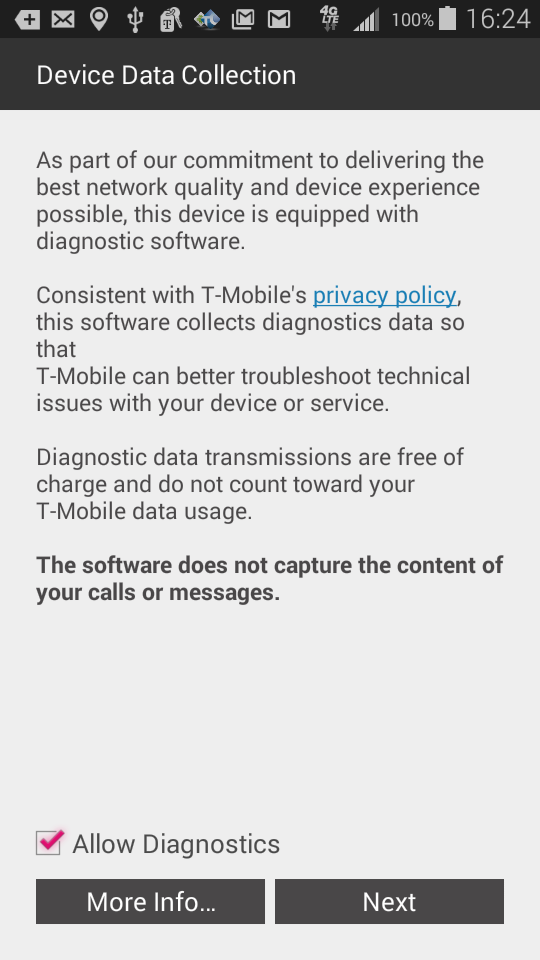 4G
LTE
100%
16:24
Device Data Collection
As part of our commitment to delivering the
best network quality and device experience
possible, this device is equipped with
diagnostic software.
Consistent with T-Mobile's privacy policy,
this software collects diagnostics data so
that
T-Mobile can better troubleshoot technical
issues with your device or service.
Diagnostic data transmissions are free of
charge and do not count toward your
T-Mobile data usage.
The software does not capture the content of
your calls or messages.
Allow Diagnostics
More Info...
Next